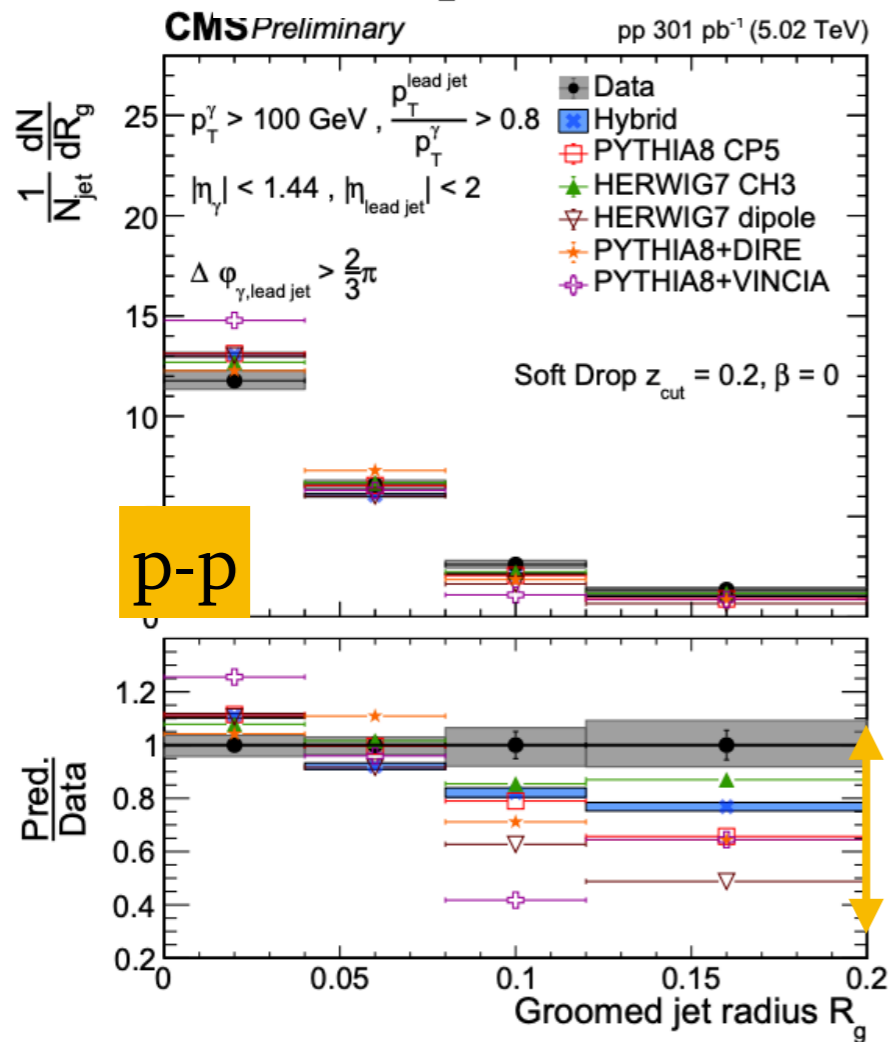 CMS Preliminary pp 301 pb⁻¹ (5.02 TeV)
1/N_jet dN/dR_g
25
20
15
10
0
p_T^γ > 100 GeV , p_T^lead jet / p_T^γ > 0.8
|η_γ| < 1.44 , |η_lead jet| < 2
Δ φ_γ,lead jet > 2/3 π
Data
Hybrid
PYTHIA8 CP5
HERWIG7 CH3
HERWIG7 dipole
PYTHIA8+DIRE
PYTHIA8+VINCIA
Soft Drop z_cut = 0.2, β = 0
p-p
Pred./Data
1.2
1
0.8
0.6
0.4
0.2
0 0.05 0.1 0.15 0.2
Groomed jet radius R_g